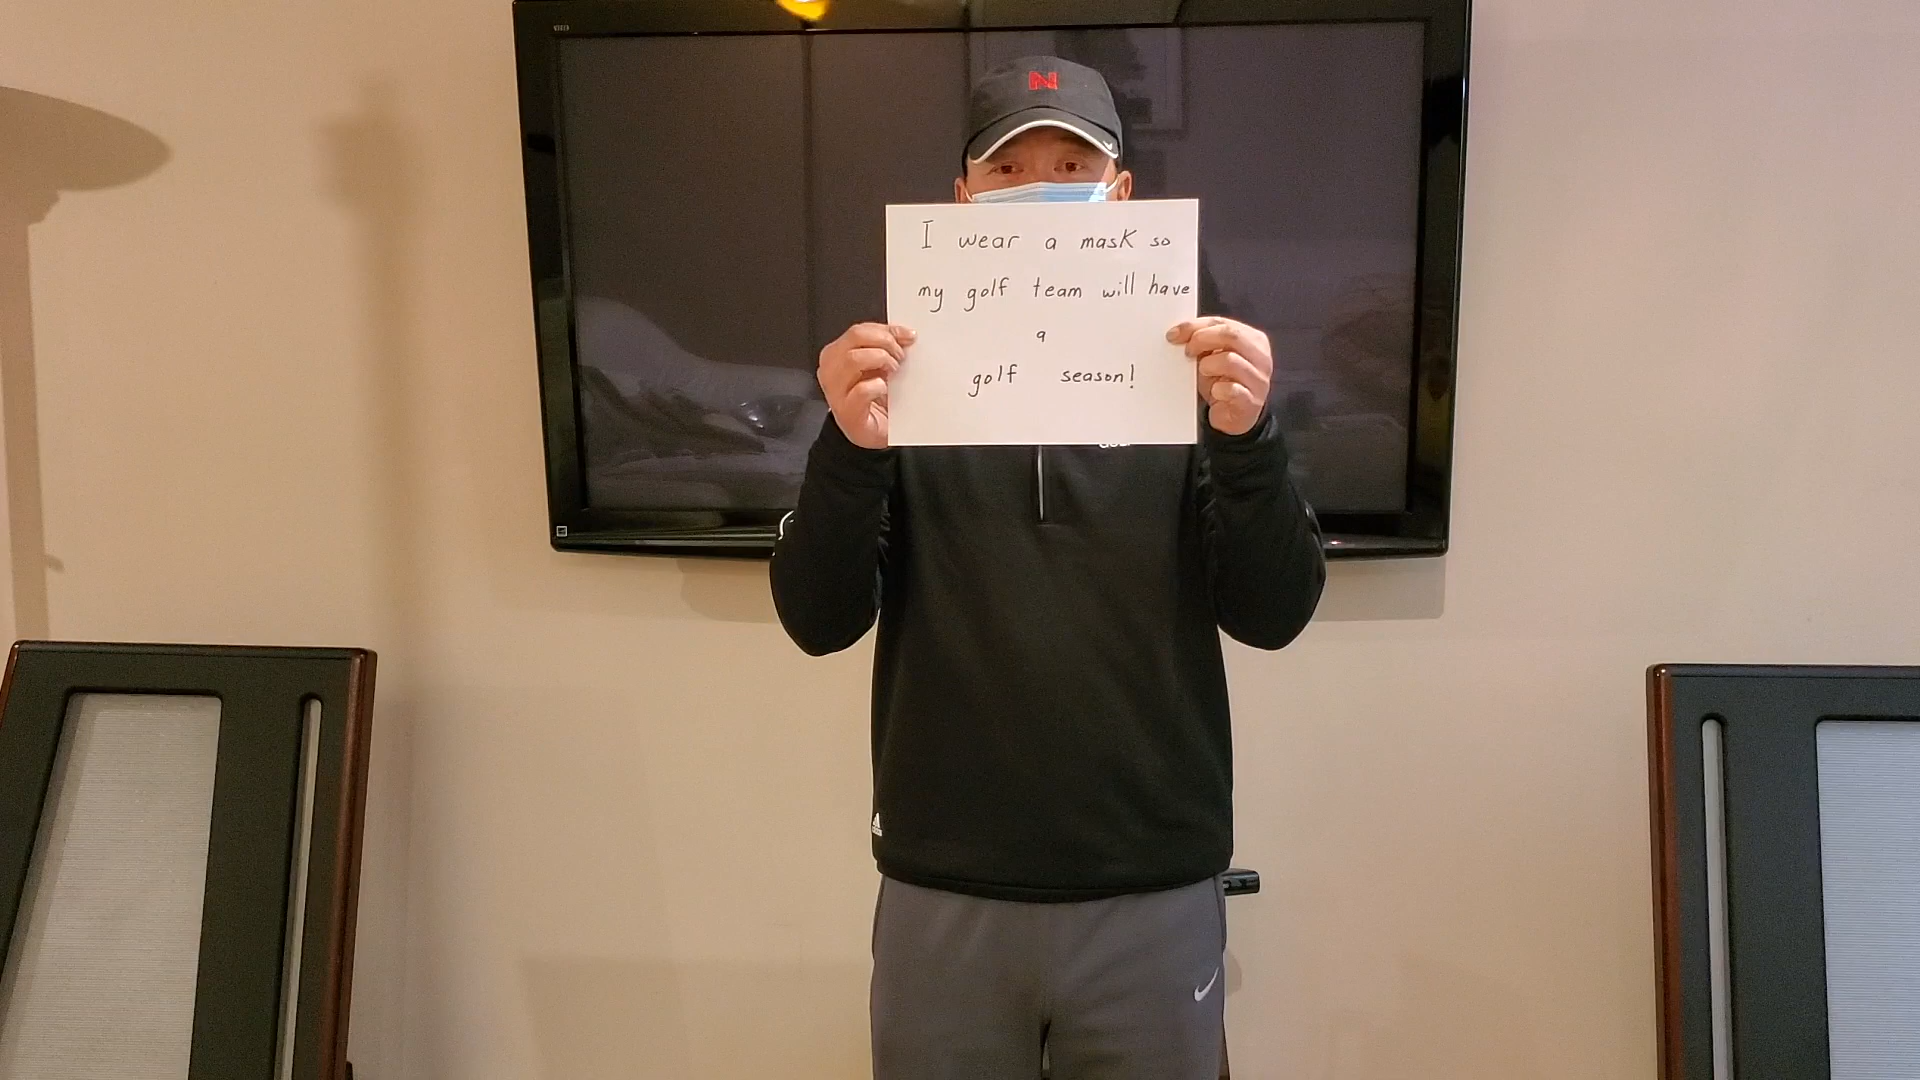 N
I wear a mask so
my golf team will have
a
golf season!